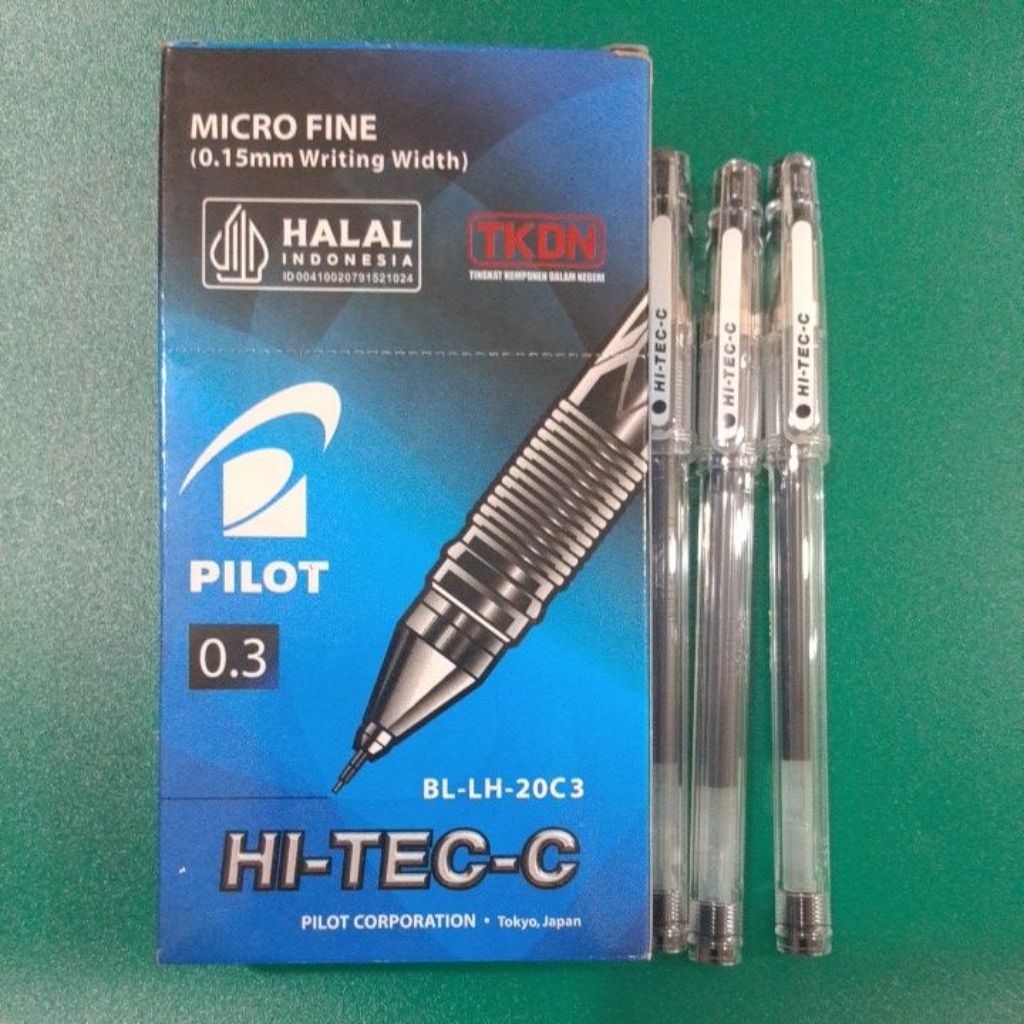 MICRO FINE
(0.15mm Writing Width)
HALAL
INDONESIA
ID00410020791521024
TKDN
TINGKAT KOMPONEN DALAM NEGERI
PILOT
0.3
BL-LH-20C3
HI-TEC-C
PILOT CORPORATION • Tokyo, Japan
HI-TEC-C
HI-TEC-C
HI-TEC-C